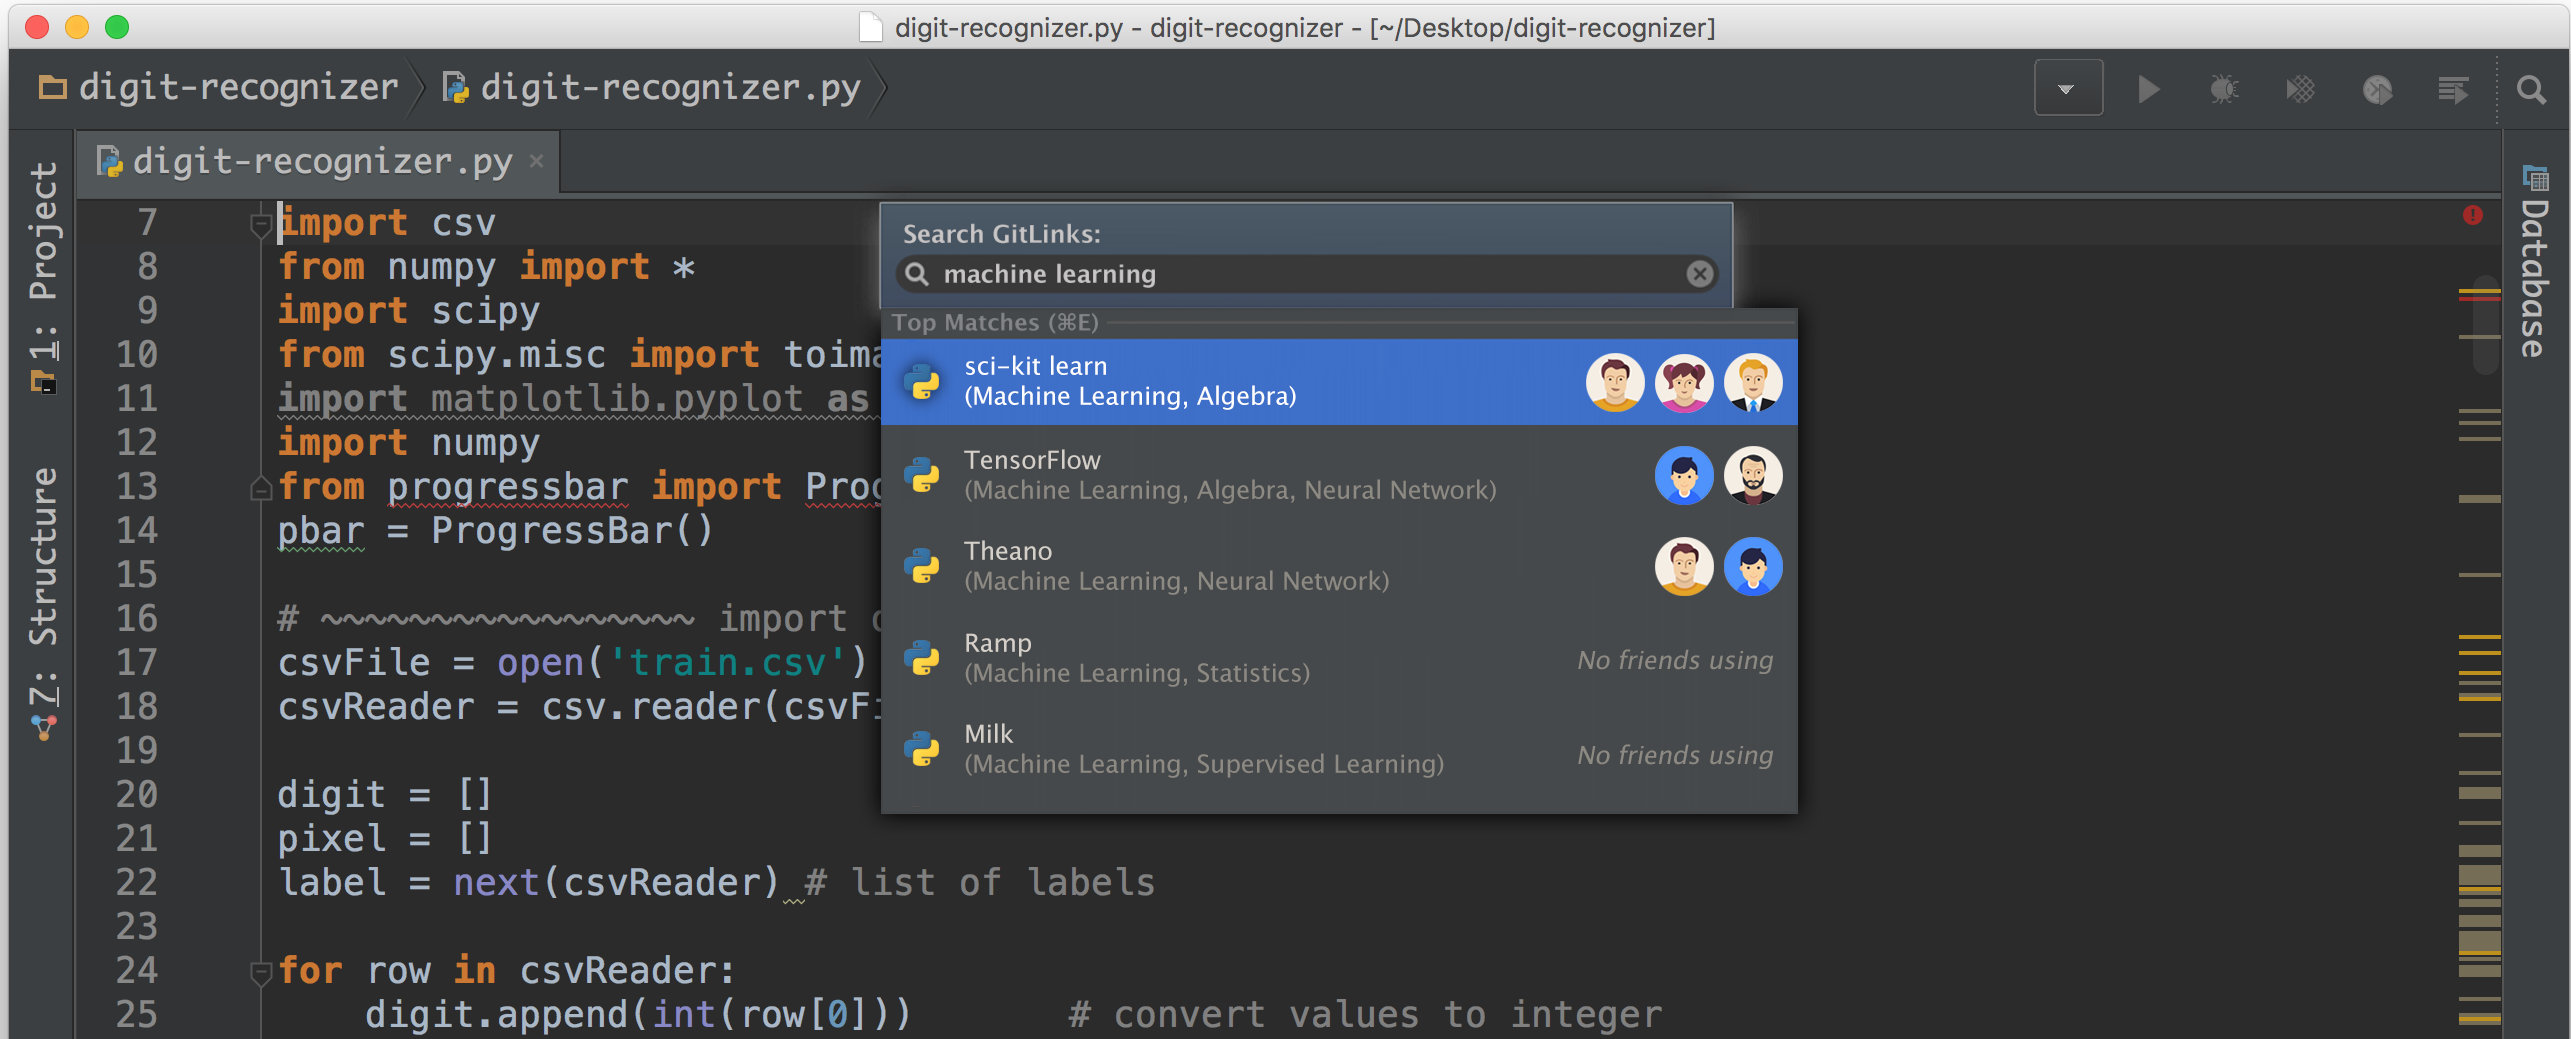 digit-recognizer.py - digit-recognizer - [~/Desktop/digit-recognizer]
digit-recognizer
digit-recognizer.py
digit-recognizer.py
1: Project
7: Structure
Database
7 import csv
8 from numpy import *
9 import scipy
10 from scipy.misc import toima
11 import matplotlib.pyplot as
12 import numpy
13 from progressbar import Prog
14 pbar = ProgressBar()
15
16 # ~~~~~~~~~~~~~~~~~ import
17 csvFile = open('train.csv')
18 csvReader = csv.reader(csvFi
19
20 digit = []
21 pixel = []
22 label = next(csvReader) # list of labels
23
24 for row in csvReader:
25 digit.append(int(row[0])) # convert values to integer
Search GitLinks:
machine learning
Top Matches (⌘E)
sci-kit learn
(Machine Learning, Algebra)
TensorFlow
(Machine Learning, Algebra, Neural Network)
Theano
(Machine Learning, Neural Network)
Ramp
(Machine Learning, Statistics)
No friends using
Milk
(Machine Learning, Supervised Learning)
No friends using